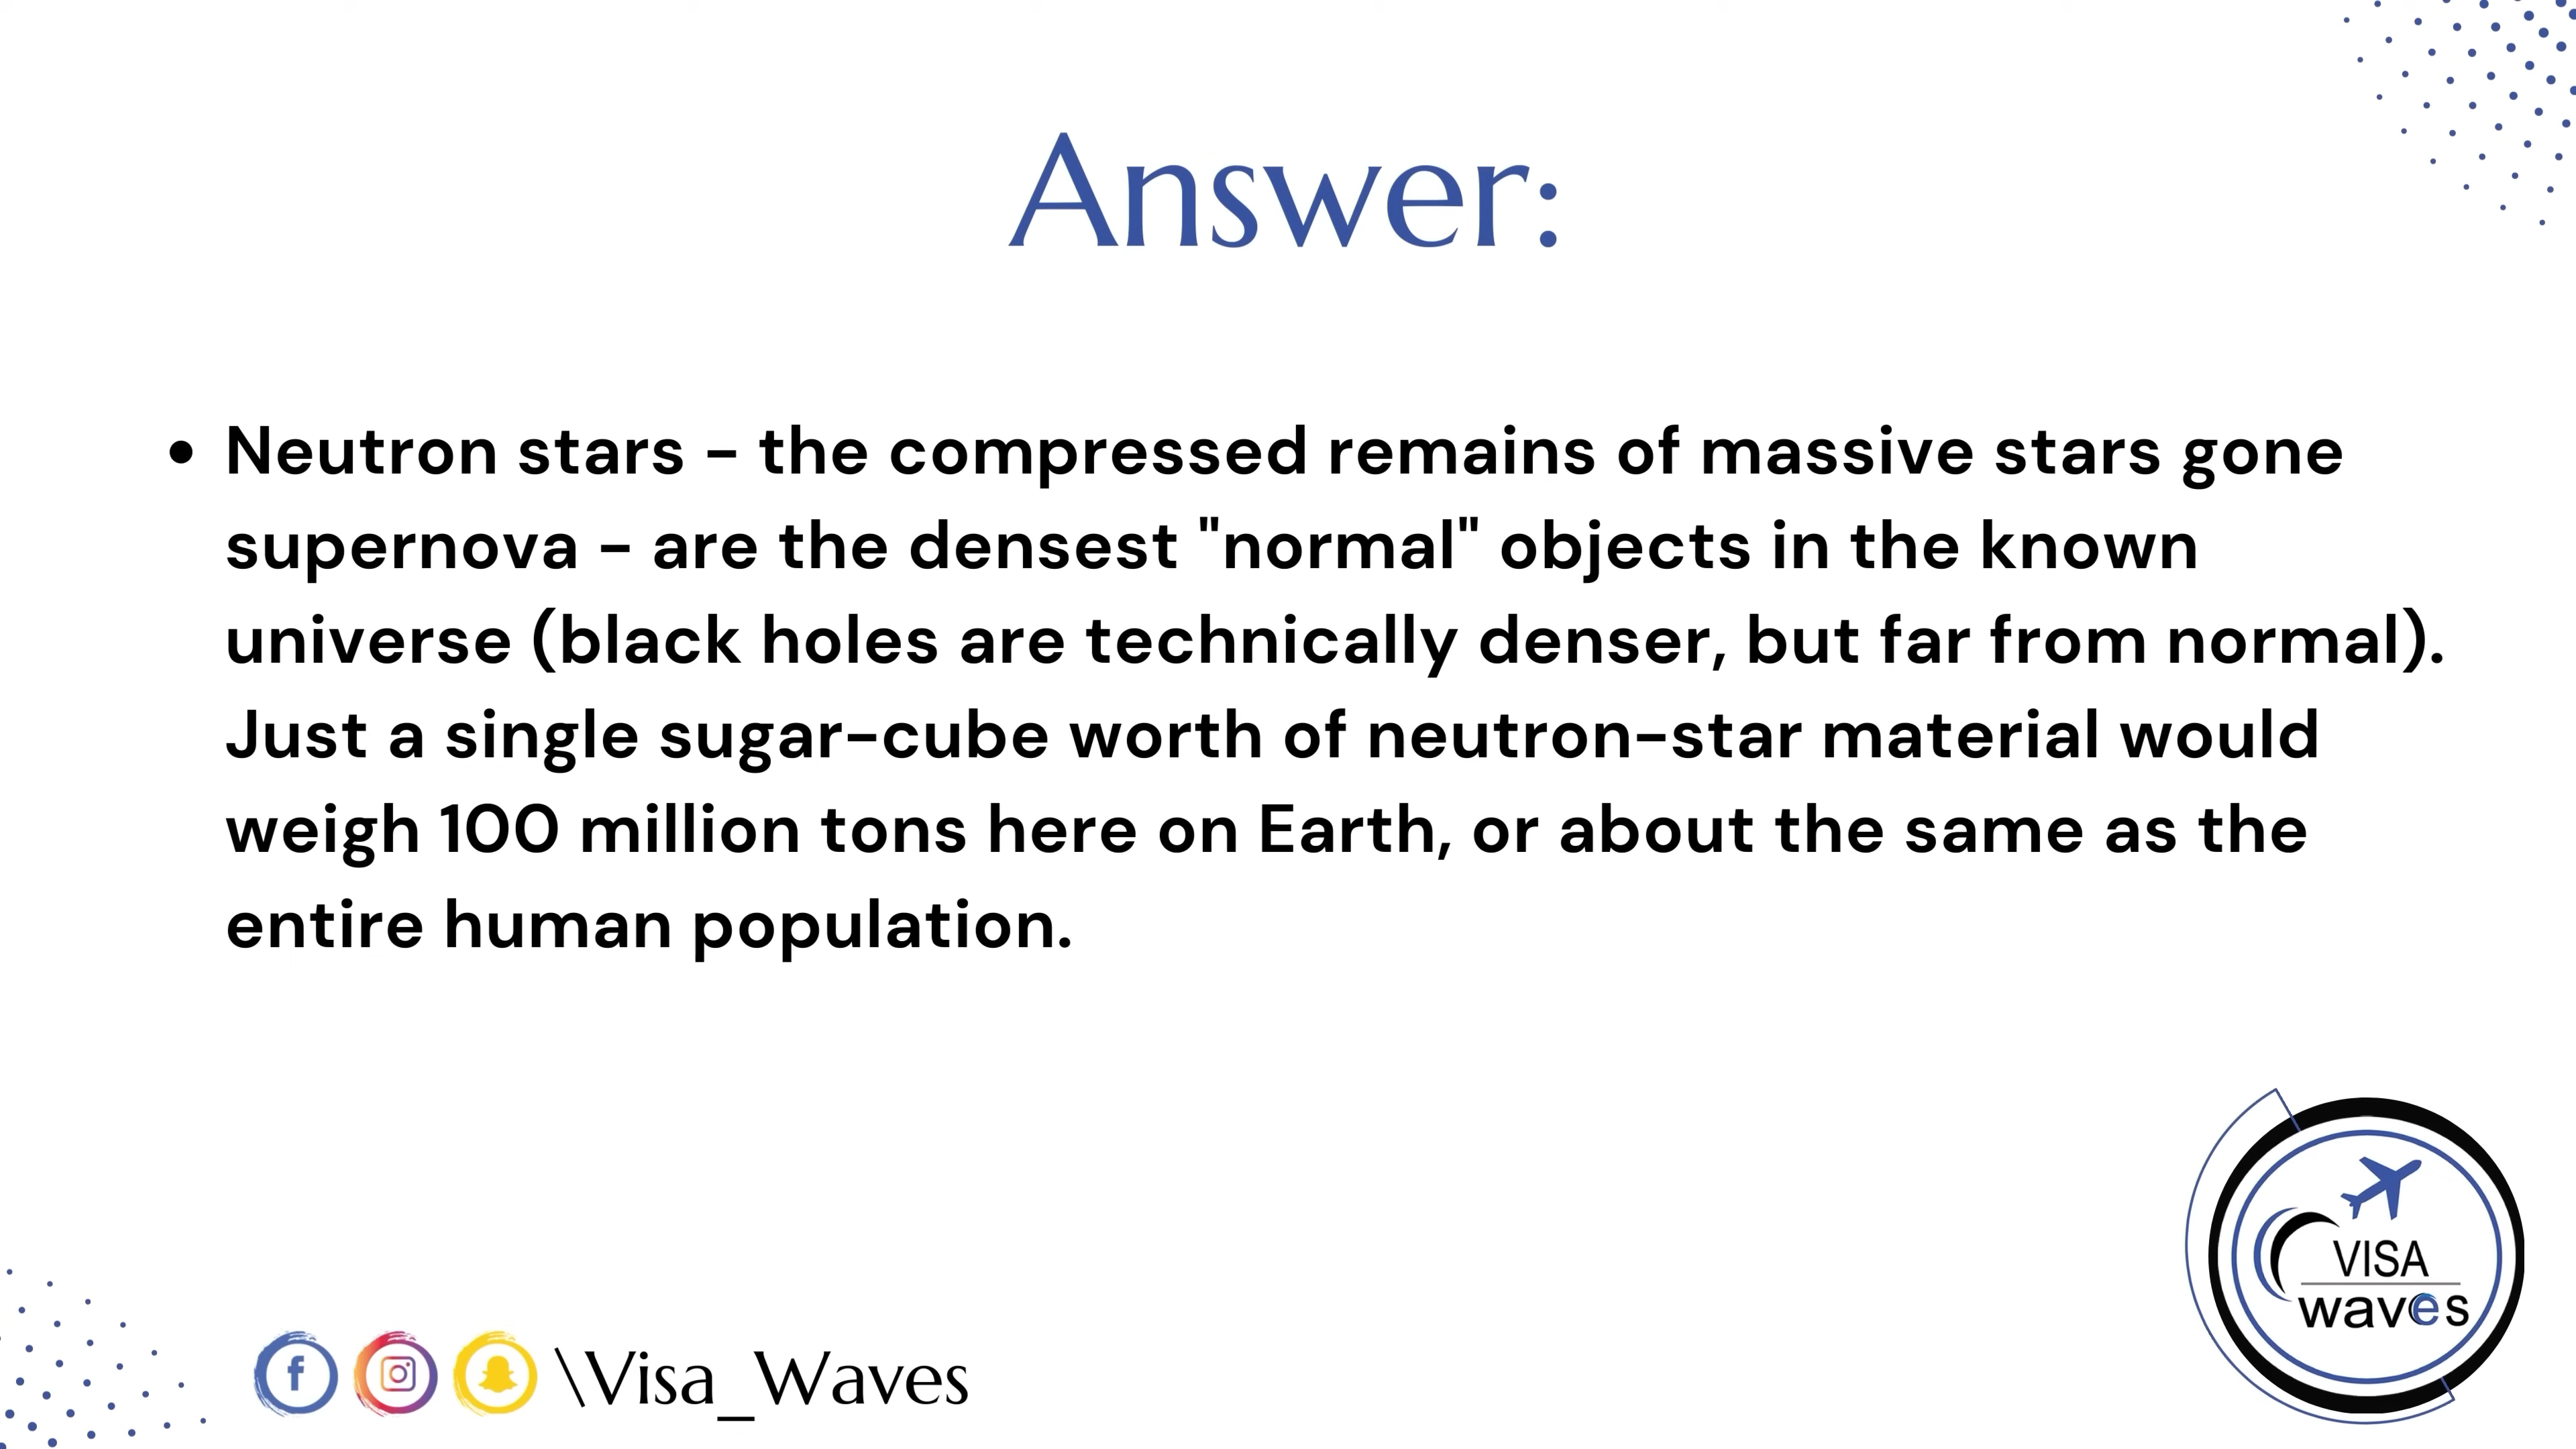 Answer:
• Neutron stars - the compressed remains of massive stars gone
supernova - are the densest "normal" objects in the known
universe (black holes are technically denser, but far from normal).
Just a single sugar-cube worth of neutron-star material would
weigh 100 million tons here on Earth, or about the same as the
entire human population.
VISA
waves
\Visa_Waves